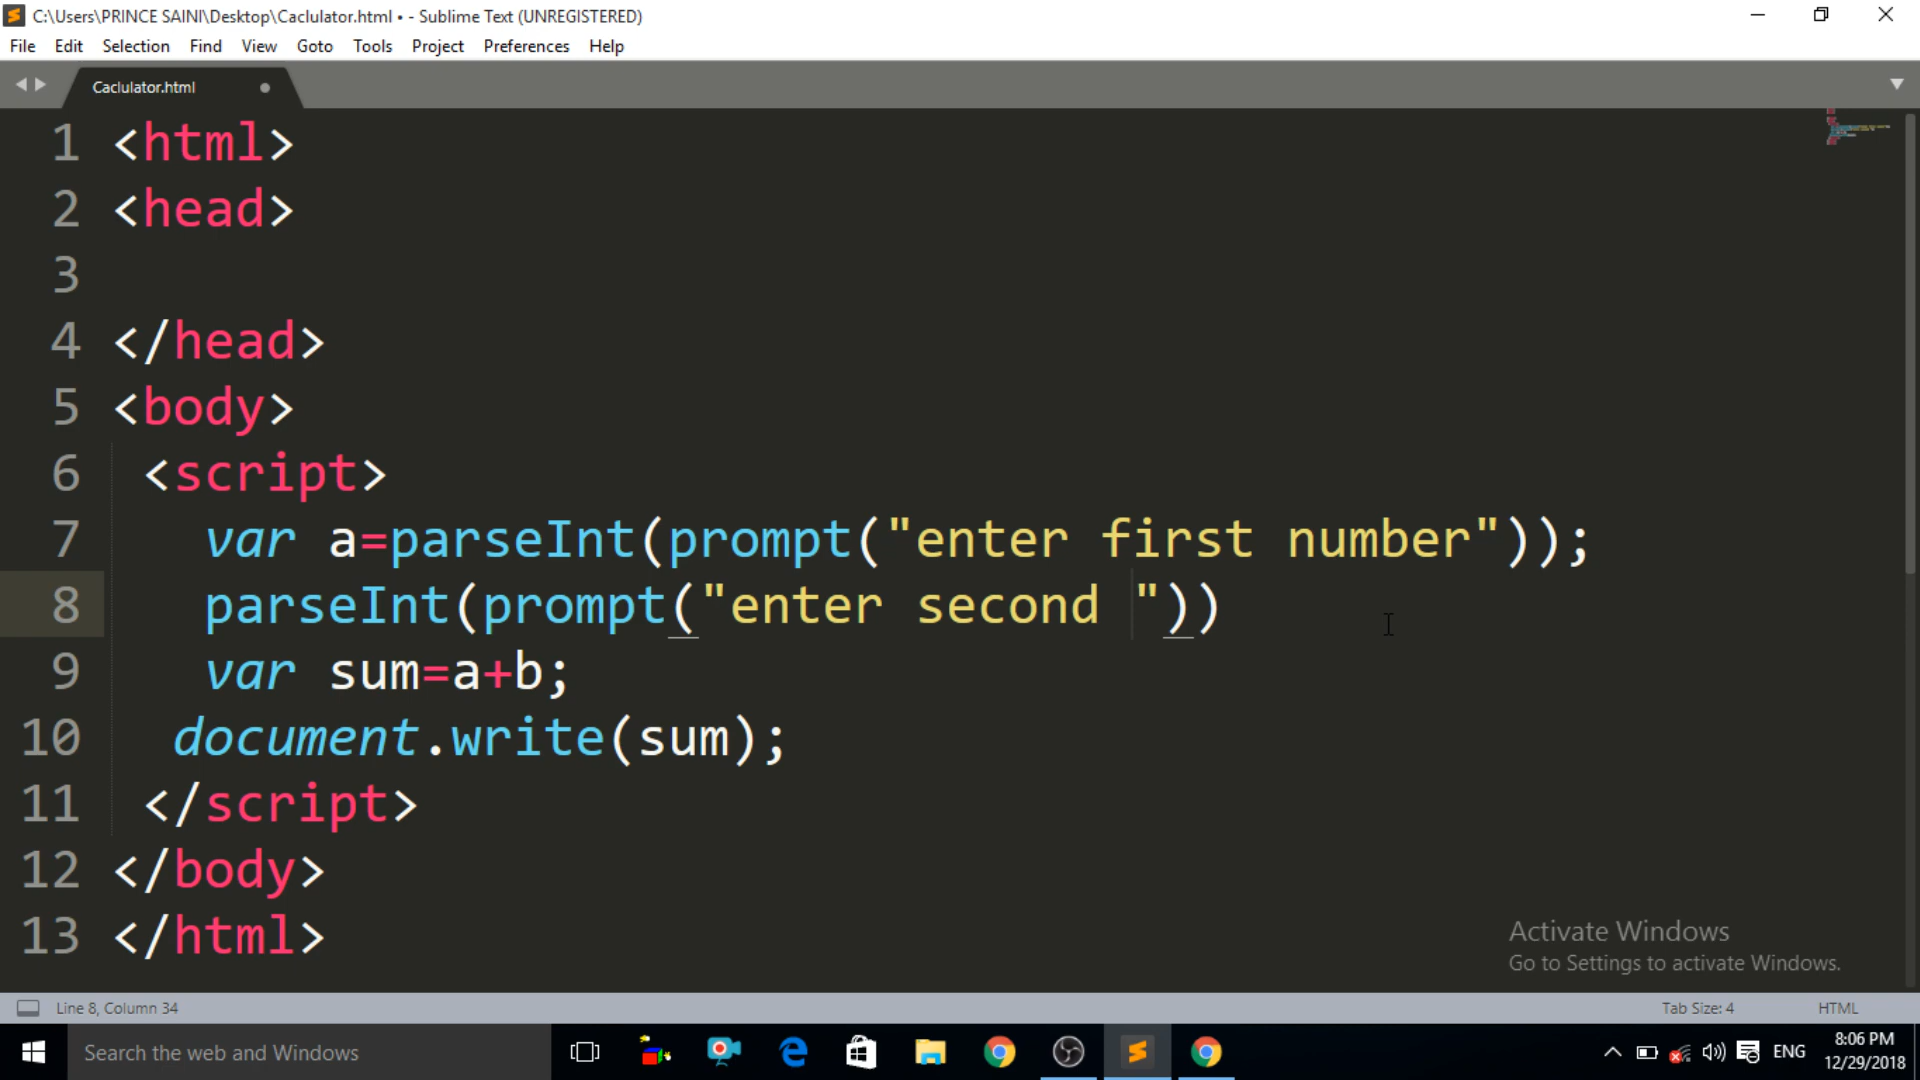 C:\Users\PRINCE SAINI\Desktop\Caclulator.html • - Sublime Text (UNREGISTERED)
File Edit Selection Find View Goto Tools Project Preferences Help
Caclulator.html
1 <html>
2 <head>
3
4 </head>
5 <body>
6 <script>
7 var a=parseInt(prompt("enter first number"));
8 parseInt(prompt("enter second "))
9 var sum=a+b;
10 document.write(sum);
11 </script>
12 </body>
13 </html>
Activate Windows
Go to Settings to activate Windows.
Line 8, Column 34 Tab Size: 4 HTML
Search the web and Windows ENG 8:06 PM
12/29/2018